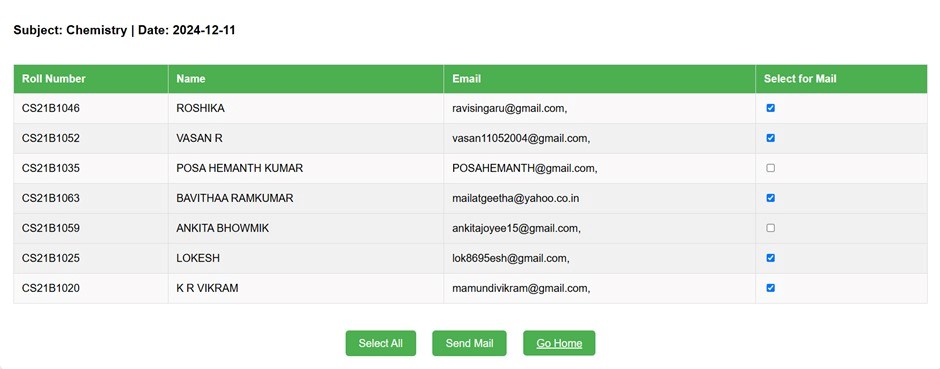 Subject: Chemistry | Date: 2024-12-11
Roll Number Name Email Select for Mail
CS21B1046 ROSHIKA ravisingaru@gmail.com,
CS21B1052 VASAN R vasan11052004@gmail.com,
CS21B1035 POSA HEMANTH KUMAR POSAHEMANTH@gmail.com,
CS21B1063 BAVITHAA RAMKUMAR mailatgeetha@yahoo.co.in
CS21B1059 ANKITA BHOWMIK ankitajoyee15@gmail.com,
CS21B1025 LOKESH lok8695esh@gmail.com,
CS21B1020 K R VIKRAM mamundivikram@gmail.com,
Select All Send Mail Go Home